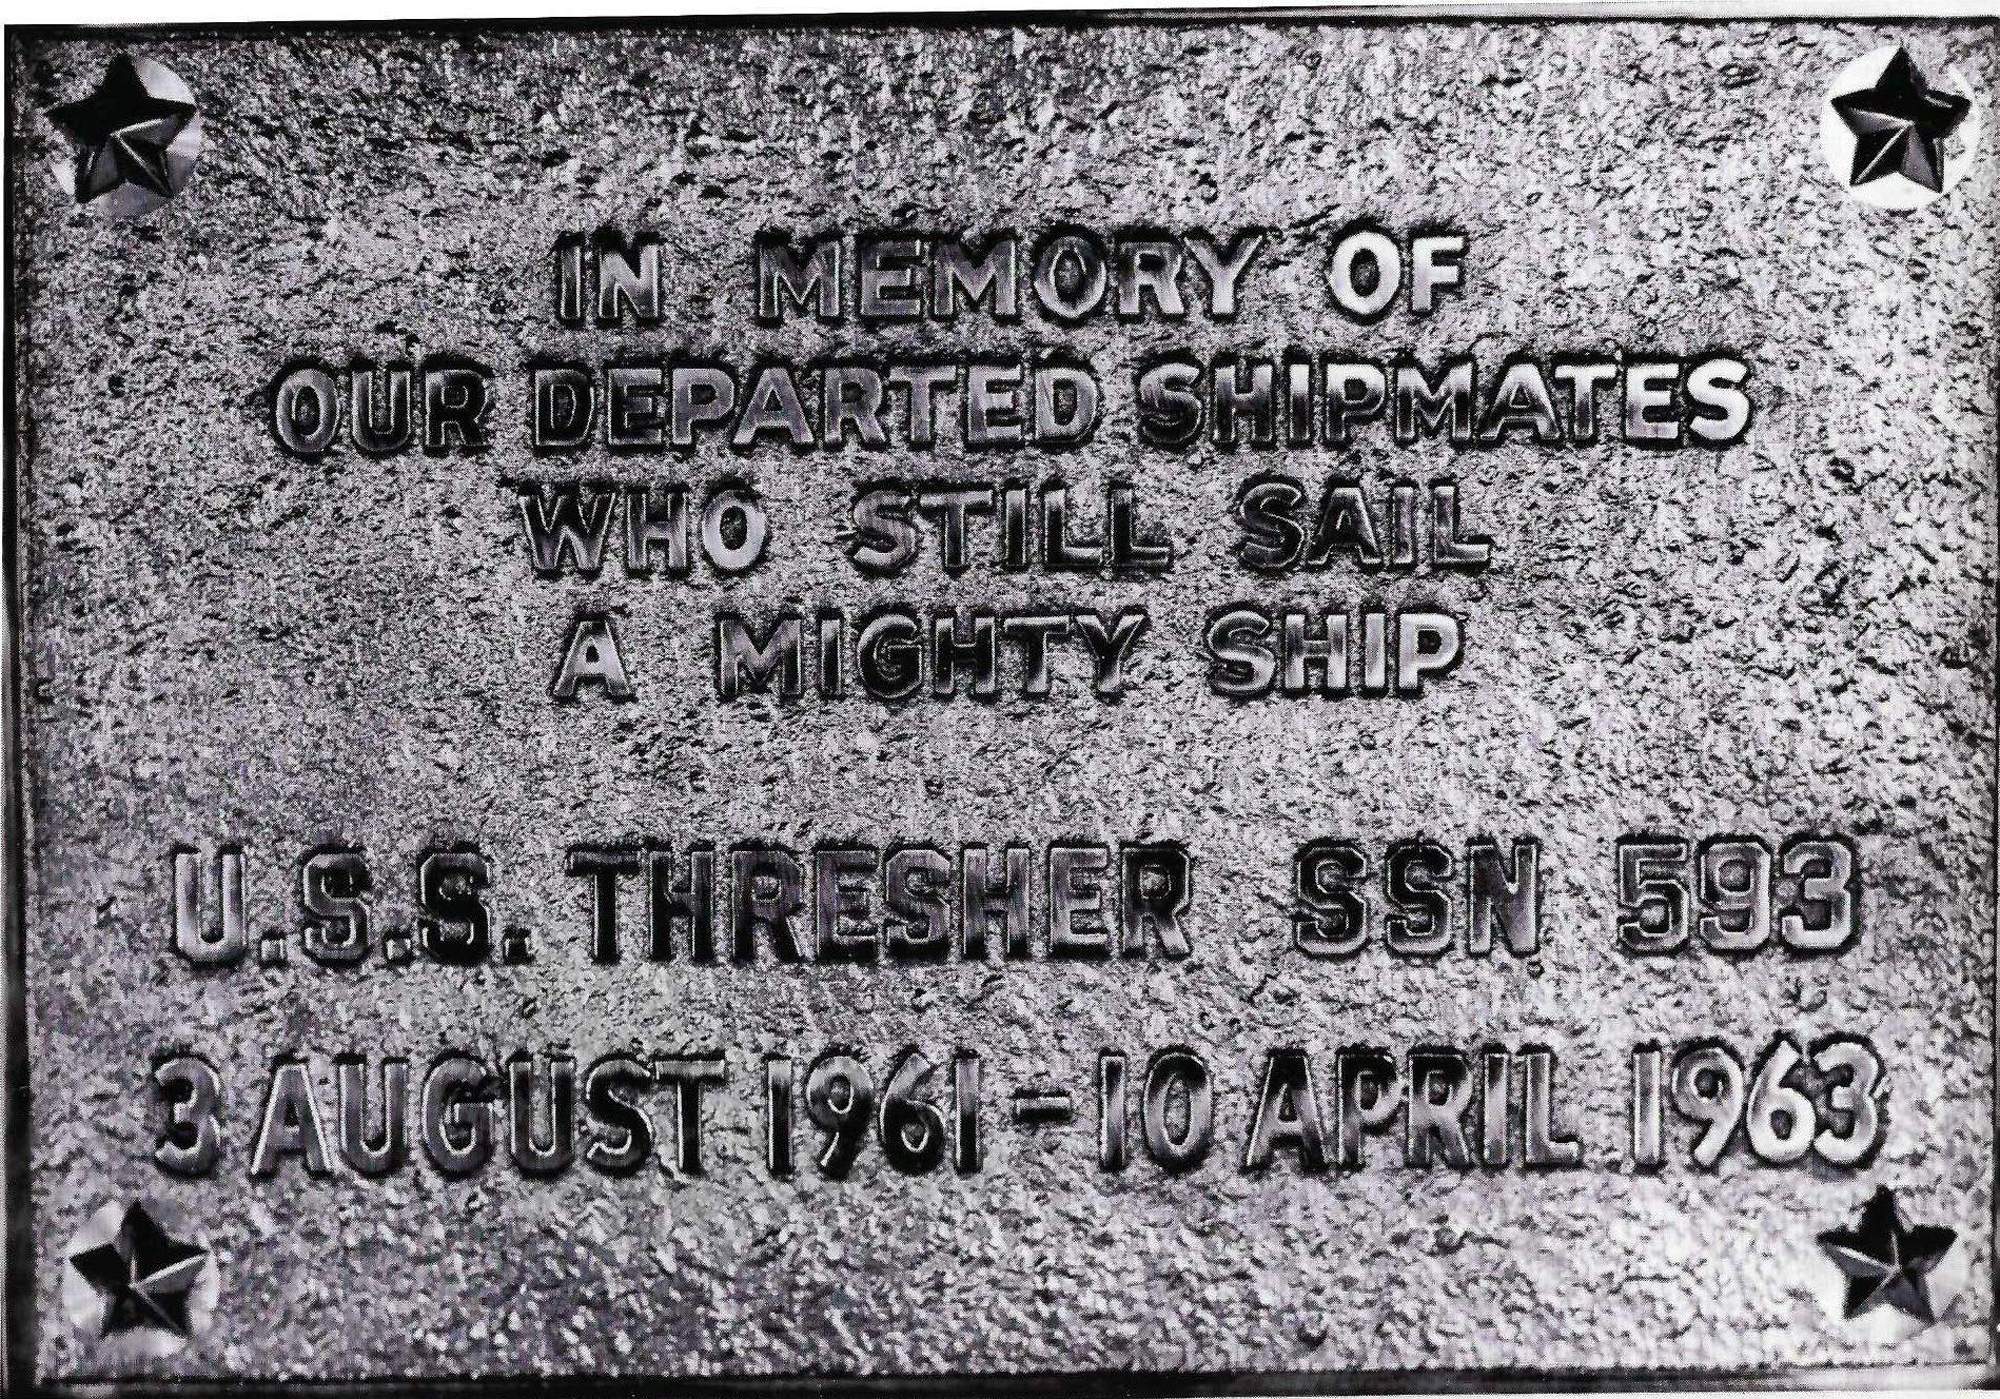 IN MEMORY OF
OUR DEPARTED SHIPMATES
WHO STILL SAIL
A MIGHTY SHIP
U.S.S. THRESHER SSN 593
3 AUGUST 1961 - 10 APRIL 1963